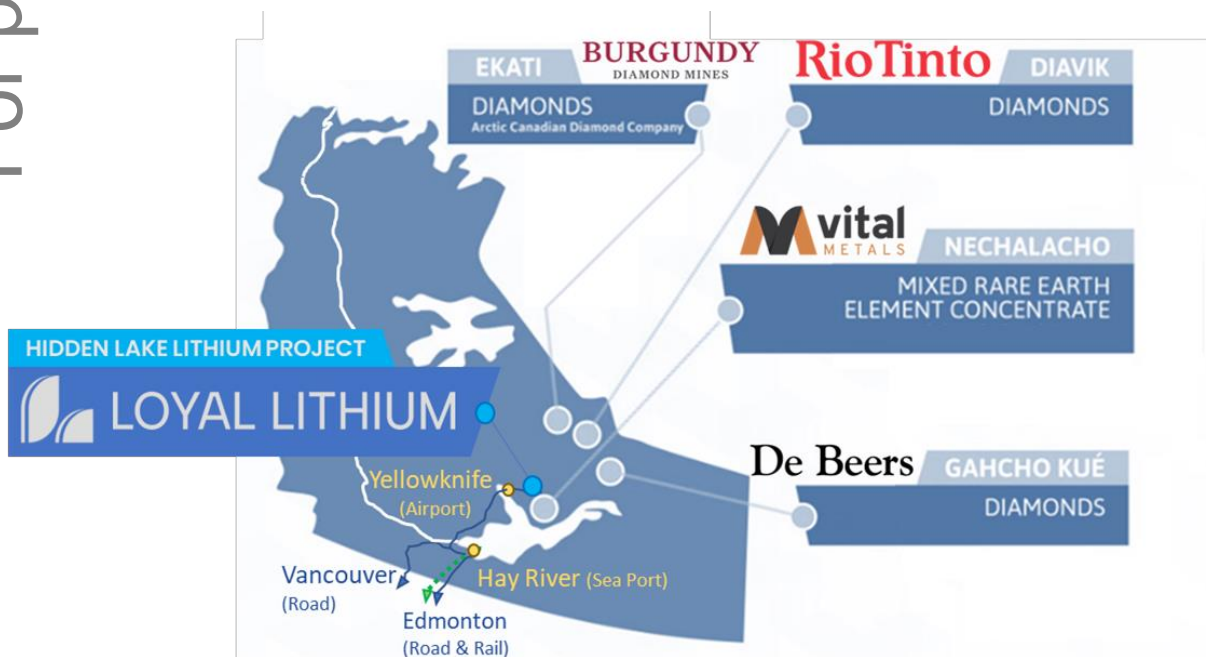 EKATI
BURGUNDY
DIAMOND MINES
DIAMONDS
Arctic Canadian Diamond Company
RioTinto
DIAVIK
DIAMONDS
vital
METALS
NECHALACHO
MIXED RARE EARTH
ELEMENT CONCENTRATE
HIDDEN LAKE LITHIUM PROJECT
LOYAL LITHIUM
De Beers
GAHCHO KUÉ
DIAMONDS
Yellowknife
(Airport)
Hay River (Sea Port)
Vancouver
(Road)
Edmonton
(Road & Rail)